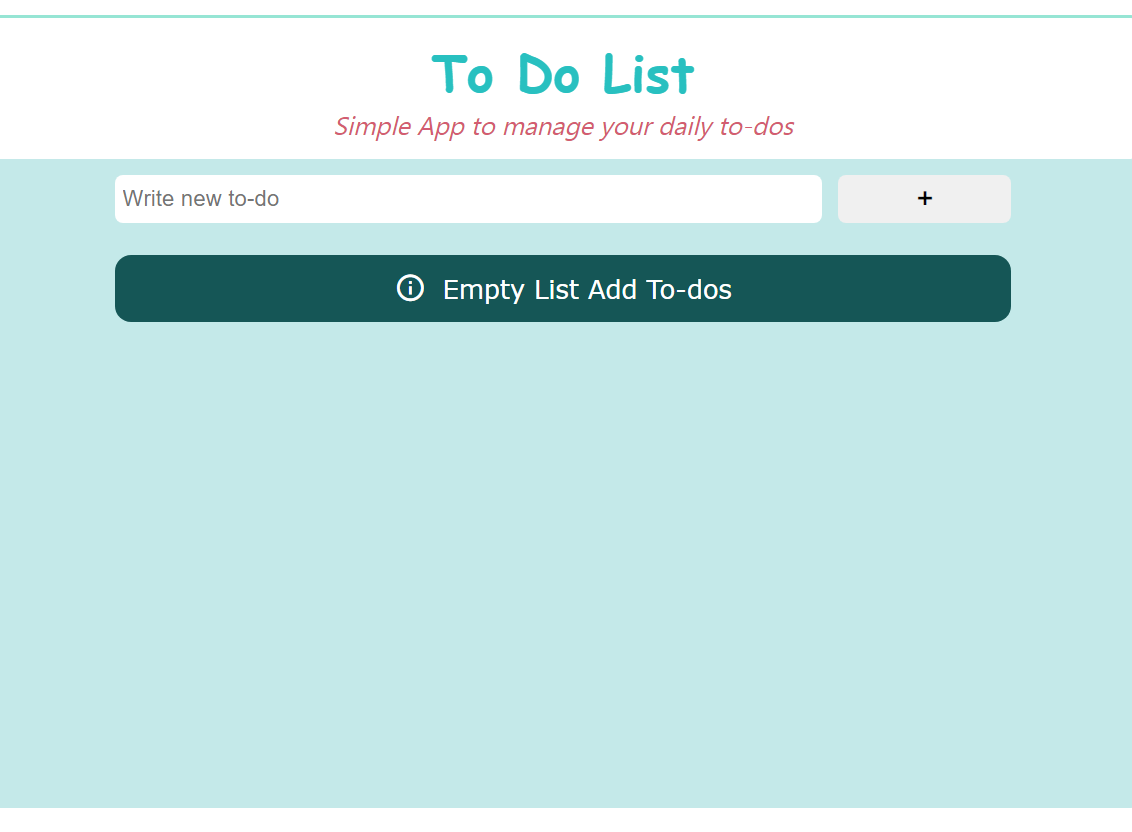 To Do List
Simple App to manage your daily to-dos
Write new to-do
+
Empty List Add To-dos